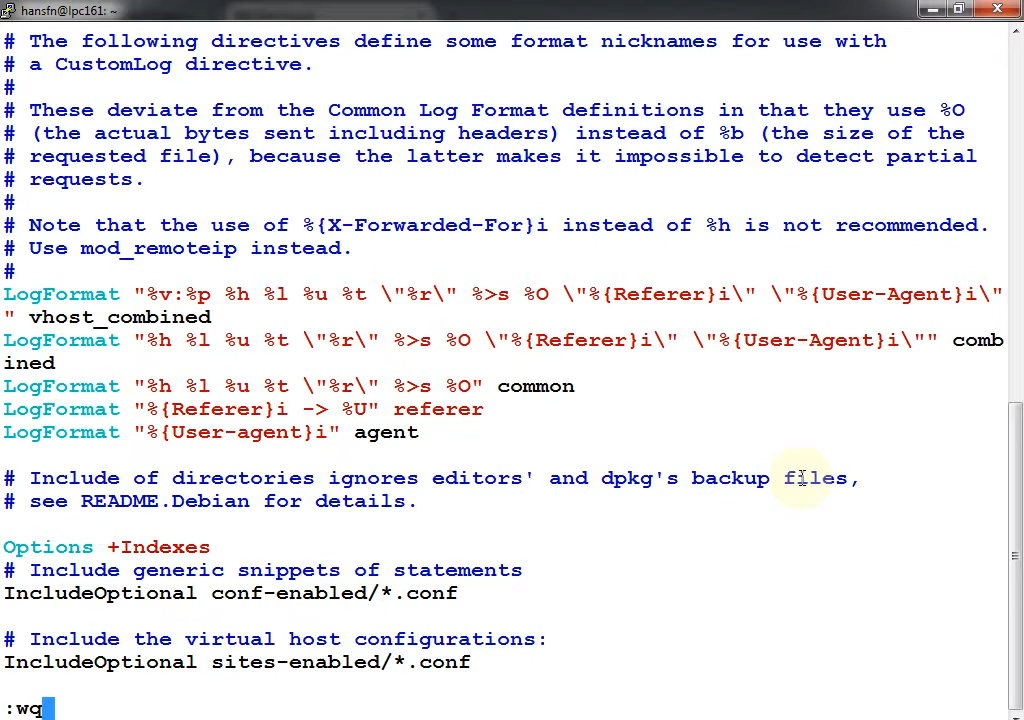 hansfn@lpc161: ~
# The following directives define some format nicknames for use with
# a CustomLog directive.
#
# These deviate from the Common Log Format definitions in that they use %O
# (the actual bytes sent including headers) instead of %b (the size of the
# requested file), because the latter makes it impossible to detect partial
# requests.
#
# Note that the use of %{X-Forwarded-For}i instead of %h is not recommended.
# Use mod_remoteip instead.
#
LogFormat "%v:%p %h %l %u %t \"%r\" %>s %O \"%{Referer}i\" \"%{User-Agent}i\"
" vhost_combined
LogFormat "%h %l %u %t \"%r\" %>s %O \"%{Referer}i\" \"%{User-Agent}i\"" comb
ined
LogFormat "%h %l %u %t \"%r\" %>s %O" common
LogFormat "%{Referer}i -> %U" referer
LogFormat "%{User-agent}i" agent
# Include of directories ignores editors' and dpkg's backup files,
# see README.Debian for details.
Options +Indexes
# Include generic snippets of statements
IncludeOptional conf-enabled/*.conf
# Include the virtual host configurations:
IncludeOptional sites-enabled/*.conf
:wq